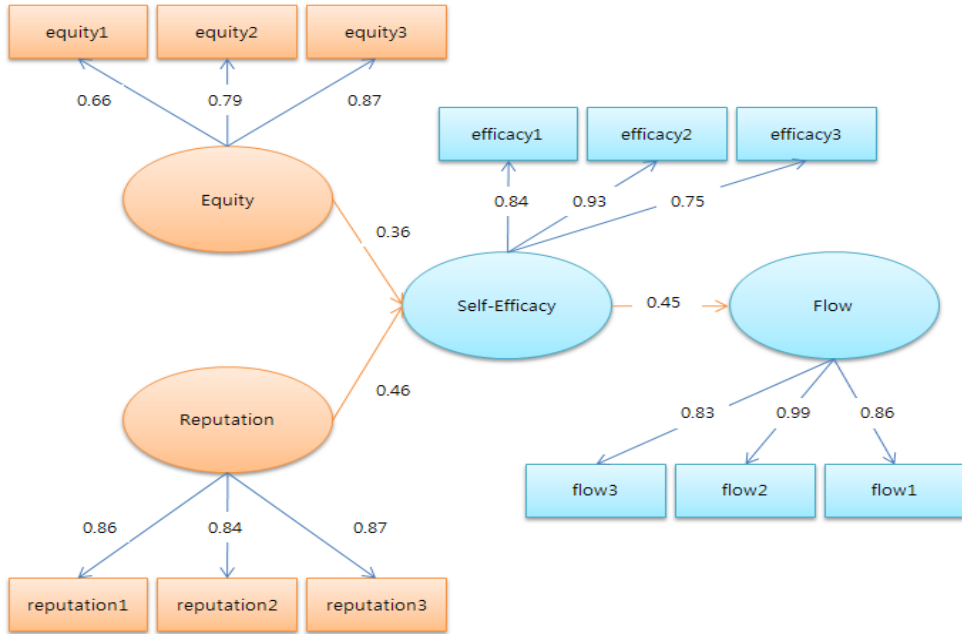 equity1 equity2 equity3
0.66 0.79 0.87
efficacy1 efficacy2 efficacy3
Equity
0.84 0.93 0.75
0.36
Self-Efficacy 0.45 Flow
0.46
Reputation 0.83 0.99 0.86
flow3 flow2 flow1
0.86 0.84 0.87
reputation1 reputation2 reputation3